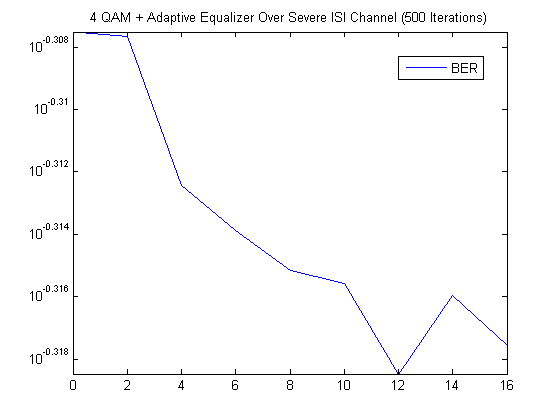 4 QAM + Adaptive Equalizer Over Severe ISI Channel (500 Iterations)
10^-0.308
BER
10^-0.31
10^-0.312
10^-0.314
10^-0.316
10^-0.318
0 2 4 6 8 10 12 14 16